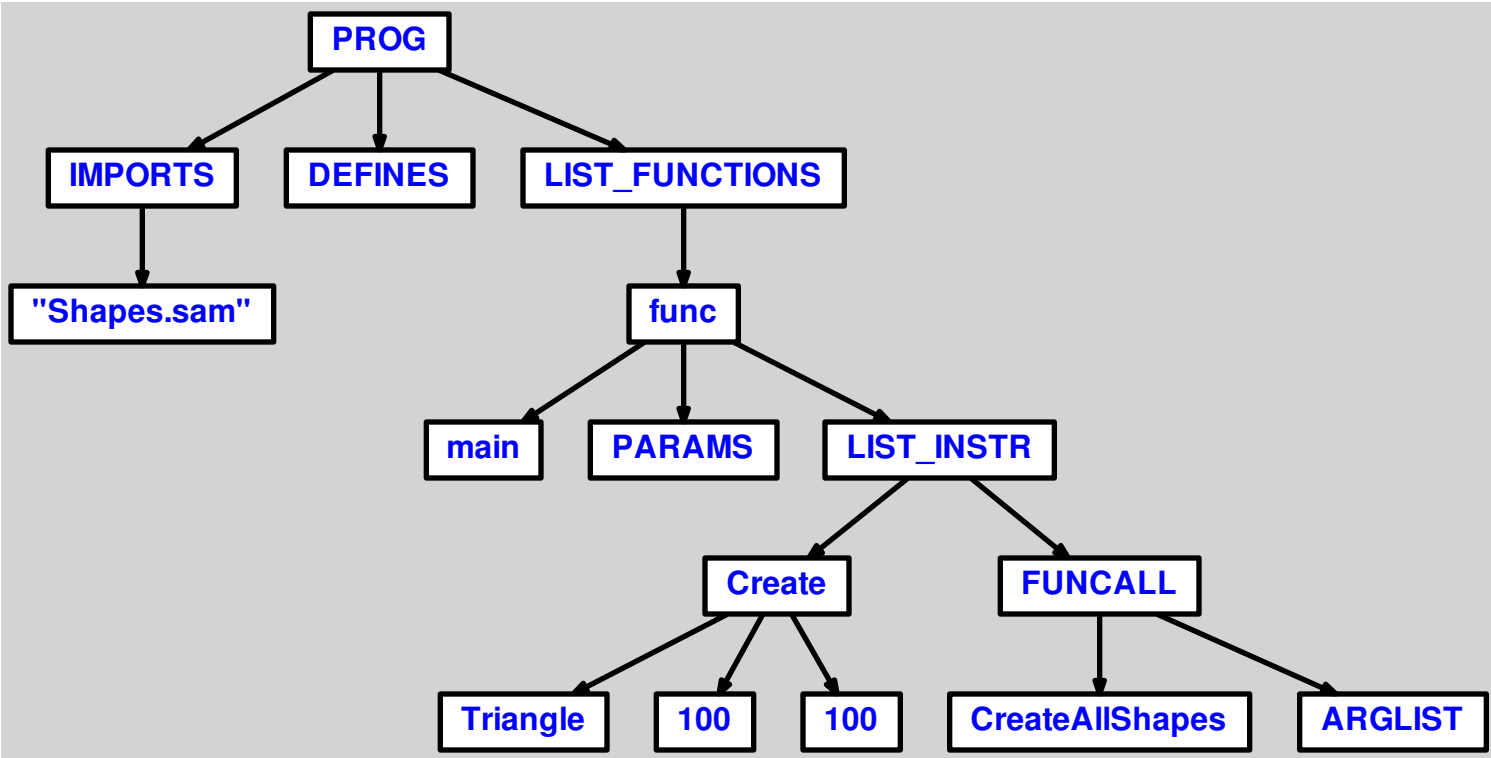 PROG
IMPORTS DEFINES LIST_FUNCTIONS
"Shapes.sam" func
main PARAMS LIST_INSTR
Create FUNCALL
Triangle 100 100 CreateAllShapes ARGLIST